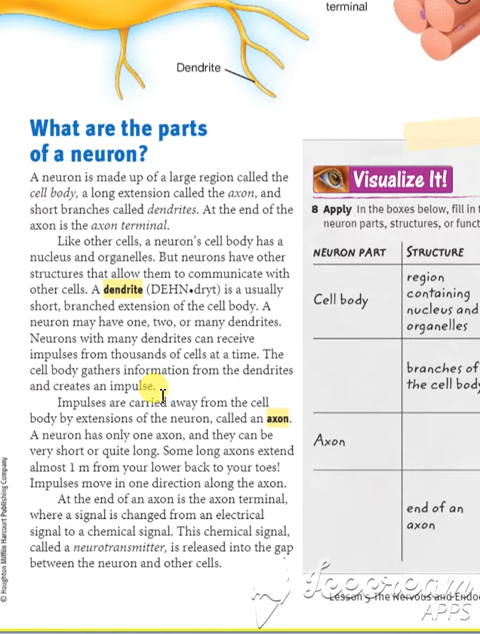 terminal
Dendrite
What are the parts
of a neuron?
A neuron is made up of a large region called the
cell body, a long extension called the axon, and
short branches called dendrites. At the end of the
axon is the axon terminal.
Like other cells, a neuron's cell body has a
nucleus and organelles. But neurons have other
structures that allow them to communicate with
other cells. A dendrite (DEHN•dryt) is a usually
short, branched extension of the cell body. A
neuron may have one, two, or many dendrites.
Neurons with many dendrites can receive
impulses from thousands of cells at a time. The
cell body gathers information from the dendrites
and creates an impulse.
Impulses are carried away from the cell
body by extensions of the neuron, called an axon.
A neuron has only one axon, and they can be
very short or quite long. Some long axons extend
almost 1 m from your lower back to your toes!
Impulses move in one direction along the axon.
At the end of an axon is the axon terminal,
where a signal is changed from an electrical
signal to a chemical signal. This chemical signal,
called a neurotransmitter, is released into the gap
between the neuron and other cells.
© Houghton Mifflin Harcourt Publishing Company
Visualize It!
8 Apply In the boxes below, fill in
neuron parts, structures, or funct
NEURON PART STRUCTURE
Cell body
region
containing
nucleus and
organelles
branches of
the cell body
Axon
end of an
axon
Lesson 5 The Nervous and Endo
Icecream
APPS